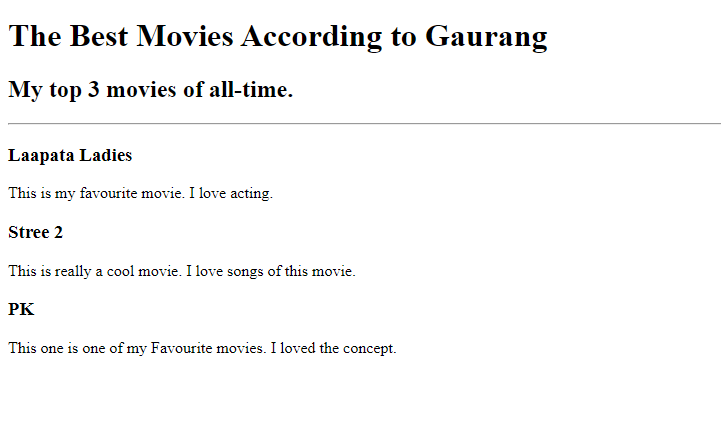 The Best Movies According to Gaurang
My top 3 movies of all-time.
Laapata Ladies
This is my favourite movie. I love acting.
Stree 2
This is really a cool movie. I love songs of this movie.
PK
This one is one of my Favourite movies. I loved the concept.